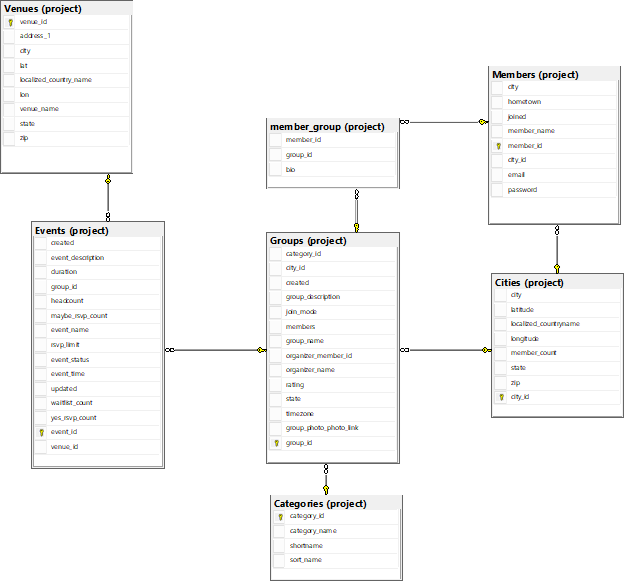 Venues (project)
venue_id
address_1
city
lat
localized_country_name
lon
venue_name
state
zip
Members (project)
city
hometown
joined
member_name
member_id
city_id
email
password
member_group (project)
member_id
group_id
bio
Events (project)
created
event_description
duration
group_id
headcount
maybe_rsvp_count
event_name
rsvp_limit
event_status
event_time
updated
waitlist_count
yes_rsvp_count
event_id
venue_id
Groups (project)
category_id
city_id
created
group_description
join_mode
members
group_name
organizer_member_id
organizer_name
rating
state
timezone
group_photo_photo_link
group_id
Cities (project)
city
latitude
localized_countryname
longitude
member_count
state
zip
city_id
Categories (project)
category_id
category_name
shortname
sort_name